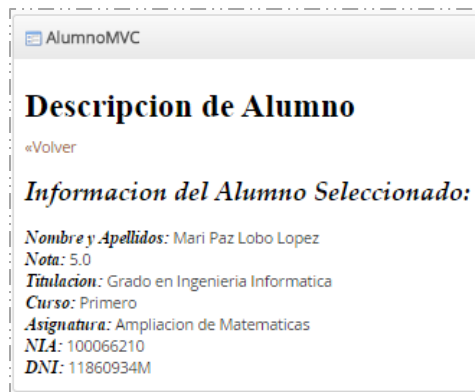 AlumnoMVC
Descripcion de Alumno
«Volver
Informacion del Alumno Seleccionado:
Nombre y Apellidos: Mari Paz Lobo Lopez
Nota: 5.0
Titulacion: Grado en Ingenieria Informatica
Curso: Primero
Asignatura: Ampliacion de Matematicas
NIA: 100066210
DNI: 11860934M